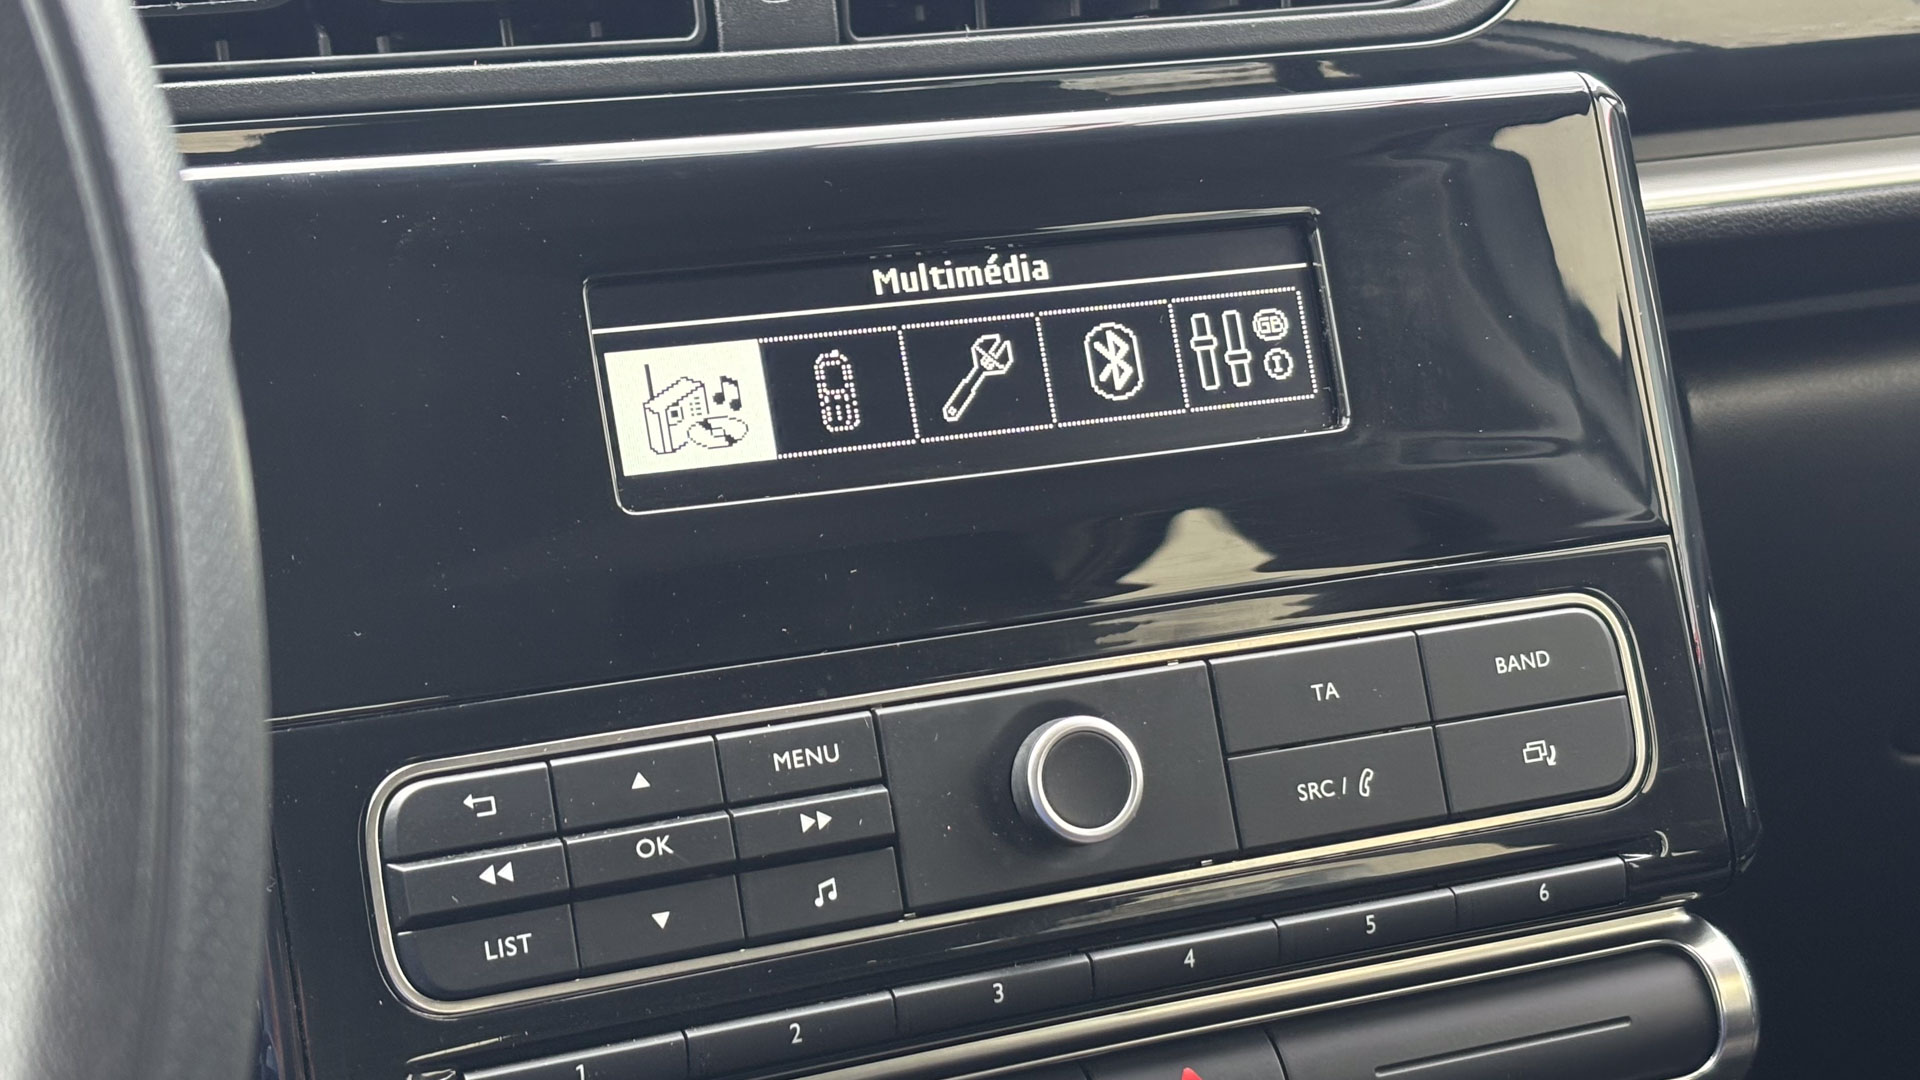 Multimédia
GB
I
MENU
OK
LIST
TA
BAND
SRC /
1
2
3
4
5
6